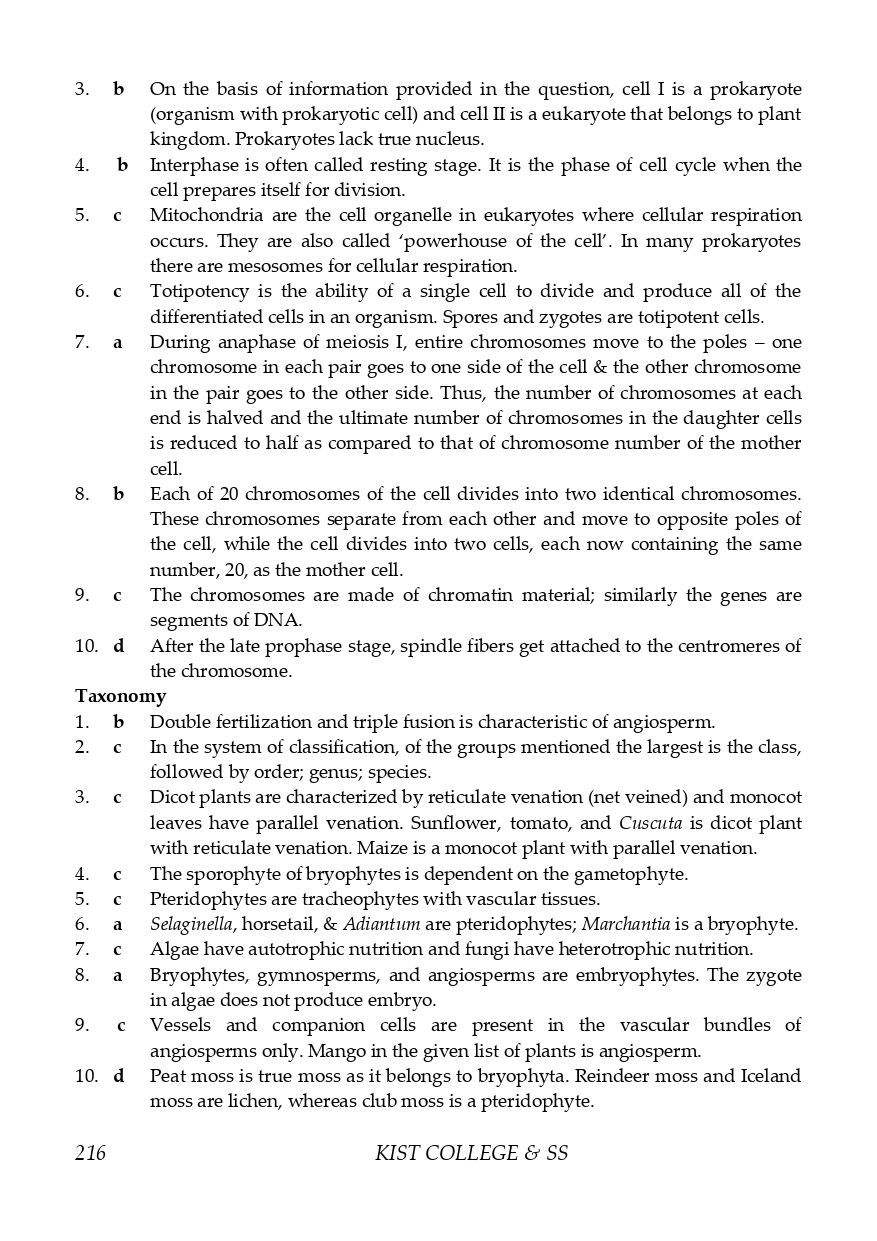 3. b On the basis of information provided in the question, cell I is a prokaryote
(organism with prokaryotic cell) and cell II is a eukaryote that belongs to plant
kingdom. Prokaryotes lack true nucleus.
4. b Interphase is often called resting stage. It is the phase of cell cycle when the
cell prepares itself for division.
5. c Mitochondria are the cell organelle in eukaryotes where cellular respiration
occurs. They are also called ‘powerhouse of the cell’. In many prokaryotes
there are mesosomes for cellular respiration.
6. c Totipotency is the ability of a single cell to divide and produce all of the
differentiated cells in an organism. Spores and zygotes are totipotent cells.
7. a During anaphase of meiosis I, entire chromosomes move to the poles – one
chromosome in each pair goes to one side of the cell & the other chromosome
in the pair goes to the other side. Thus, the number of chromosomes at each
end is halved and the ultimate number of chromosomes in the daughter cells
is reduced to half as compared to that of chromosome number of the mother
cell.
8. b Each of 20 chromosomes of the cell divides into two identical chromosomes.
These chromosomes separate from each other and move to opposite poles of
the cell, while the cell divides into two cells, each now containing the same
number, 20, as the mother cell.
9. c The chromosomes are made of chromatin material; similarly the genes are
segments of DNA.
10. d After the late prophase stage, spindle fibers get attached to the centromeres of
the chromosome.
Taxonomy
1. b Double fertilization and triple fusion is characteristic of angiosperm.
2. c In the system of classification, of the groups mentioned the largest is the class,
followed by order; genus; species.
3. c Dicot plants are characterized by reticulate venation (net veined) and monocot
leaves have parallel venation. Sunflower, tomato, and Cuscuta is dicot plant
with reticulate venation. Maize is a monocot plant with parallel venation.
4. c The sporophyte of bryophytes is dependent on the gametophyte.
5. c Pteridophytes are tracheophytes with vascular tissues.
6. a Selaginella, horsetail, & Adiantum are pteridophytes; Marchantia is a bryophyte.
7. c Algae have autotrophic nutrition and fungi have heterotrophic nutrition.
8. a Bryophytes, gymnosperms, and angiosperms are embryophytes. The zygote
in algae does not produce embryo.
9. c Vessels and companion cells are present in the vascular bundles of
angiosperms only. Mango in the given list of plants is angiosperm.
10. d Peat moss is true moss as it belongs to bryophyta. Reindeer moss and Iceland
moss are lichen, whereas club moss is a pteridophyte.
216 KIST COLLEGE & SS